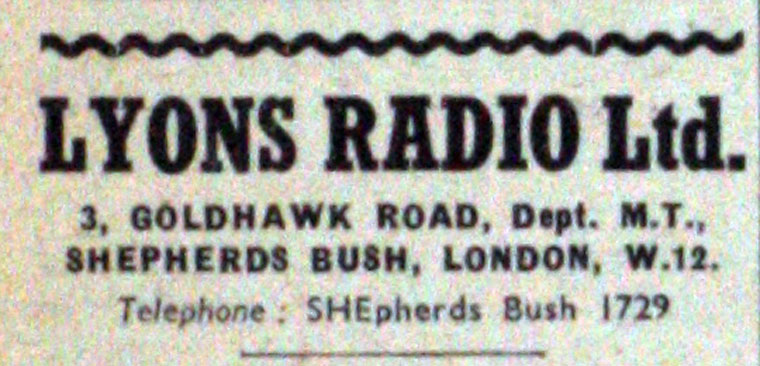 LYONS RADIO Ltd.
3, GOLDHAWK ROAD, Dept. M.T.,
SHEPHERDS BUSH, LONDON, W.12.
Telephone : SHEpherds Bush 1729